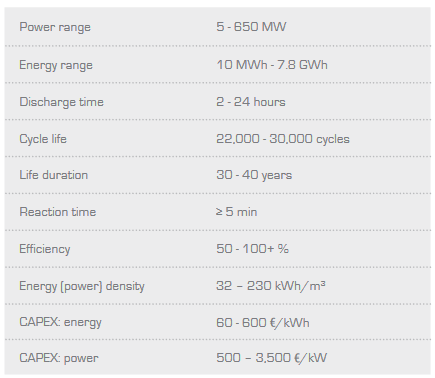 Power range 5 - 650 MW
Energy range 10 MWh - 7.8 GWh
Discharge time 2 - 24 hours
Cycle life 22,000 - 30,000 cycles
Life duration 30 - 40 years
Reaction time ≥ 5 min
Efficiency 50 - 100+ %
Energy (power) density 32 – 230 kWh/m³
CAPEX: energy 60 - 600 €/kWh
CAPEX: power 500 – 3,500 €/kW